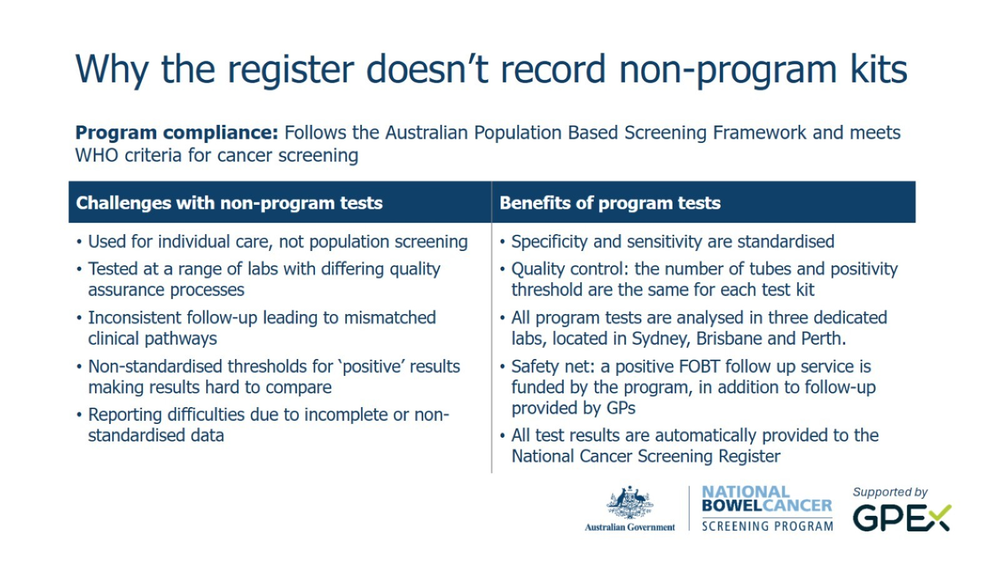 Why the register doesn’t record non-program kits
Program compliance: Follows the Australian Population Based Screening Framework and meets
WHO criteria for cancer screening
Challenges with non-program tests
• Used for individual care, not population screening
• Tested at a range of labs with differing quality
assurance processes
• Inconsistent follow-up leading to mismatched
clinical pathways
• Non-standardised thresholds for ‘positive’ results
making results hard to compare
• Reporting difficulties due to incomplete or non-
standardised data
Benefits of program tests
• Specificity and sensitivity are standardised
• Quality control: the number of tubes and positivity
threshold are the same for each test kit
• All program tests are analysed in three dedicated
labs, located in Sydney, Brisbane and Perth.
• Safety net: a positive FOBT follow up service is
funded by the program, in addition to follow-up
provided by GPs
• All test results are automatically provided to the
National Cancer Screening Register
Australian Government
NATIONAL
BOWELCANCER
SCREENING PROGRAM
Supported by
GPEX